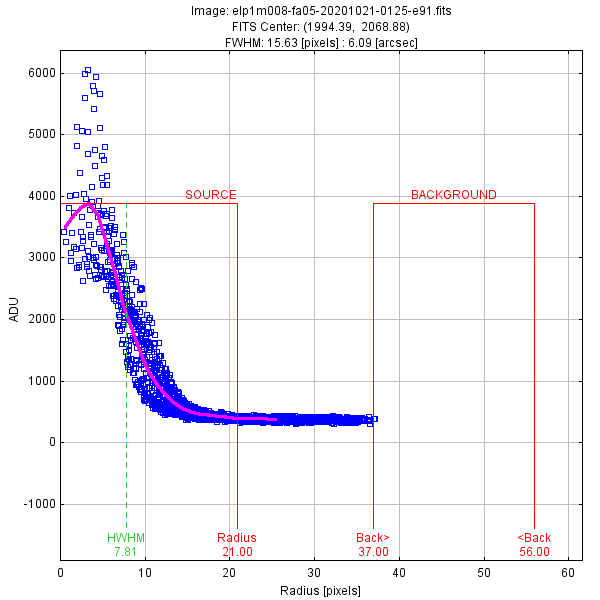 Image: elp1m008-fa05-20201021-0125-e91.fits
FITS Center: (1994.39, 2068.88)
FWHM: 15.63 [pixels] : 6.09 [arcsec]
6000
5000
4000
3000
2000
1000
0
-1000
ADU
SOURCE
BACKGROUND
HWHM
7.81
Radius
21.00
Back>
37.00
<Back
56.00
0 10 20 30 40 50 60
Radius [pixels]